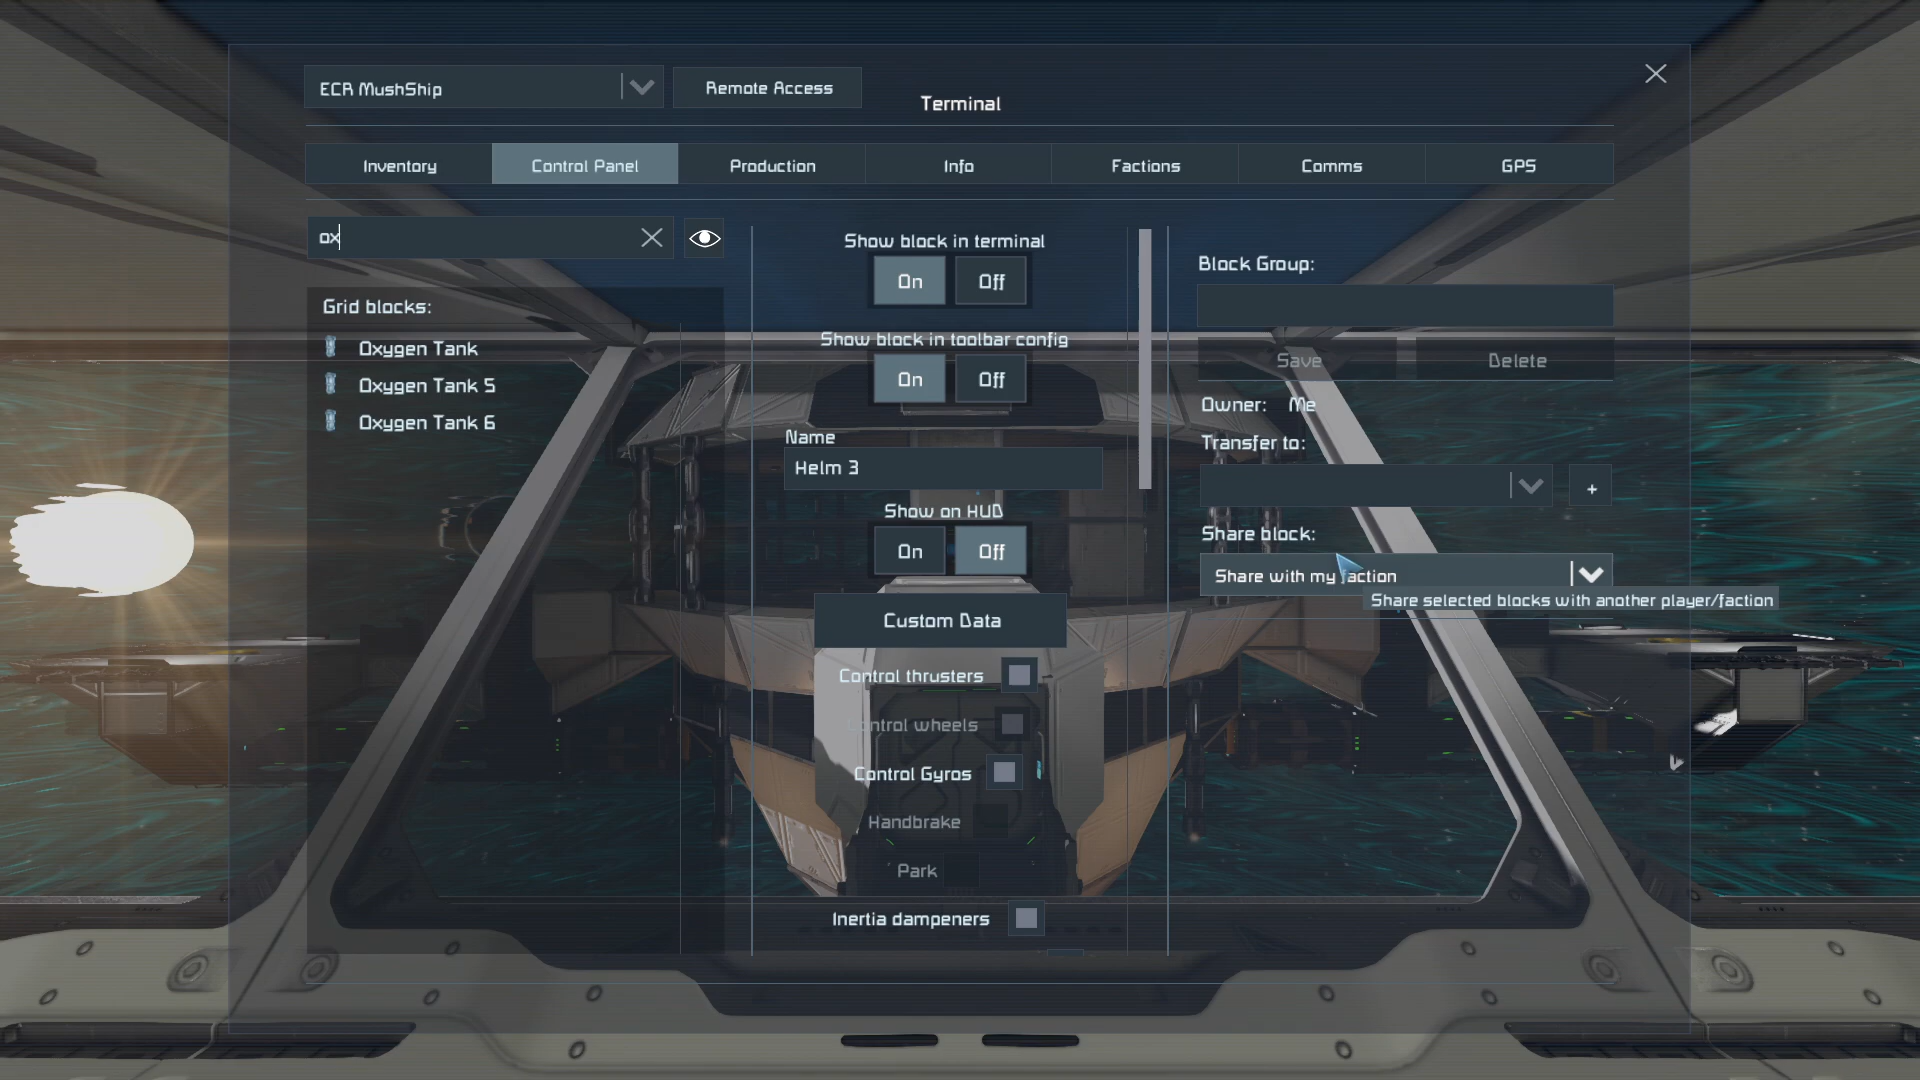 ECR MushShip
Remote Access
Terminal
Inventory
Control Panel
Production
Info
Factions
Comms
GPS
ox
Grid blocks:
Oxygen Tank
Oxygen Tank 5
Oxygen Tank 6
Show block in terminal
On
Off
Show block in toolbar config
On
Off
Name
Helm 3
Show on HUD
On
Off
Custom Data
Control thrusters
Control wheels
Control Gyros
Handbrake
Park
Inertia dampeners
Block Group:
Save
Delete
Owner: Me
Transfer to:
+
Share block:
Share with my faction
Share selected blocks with another player/faction